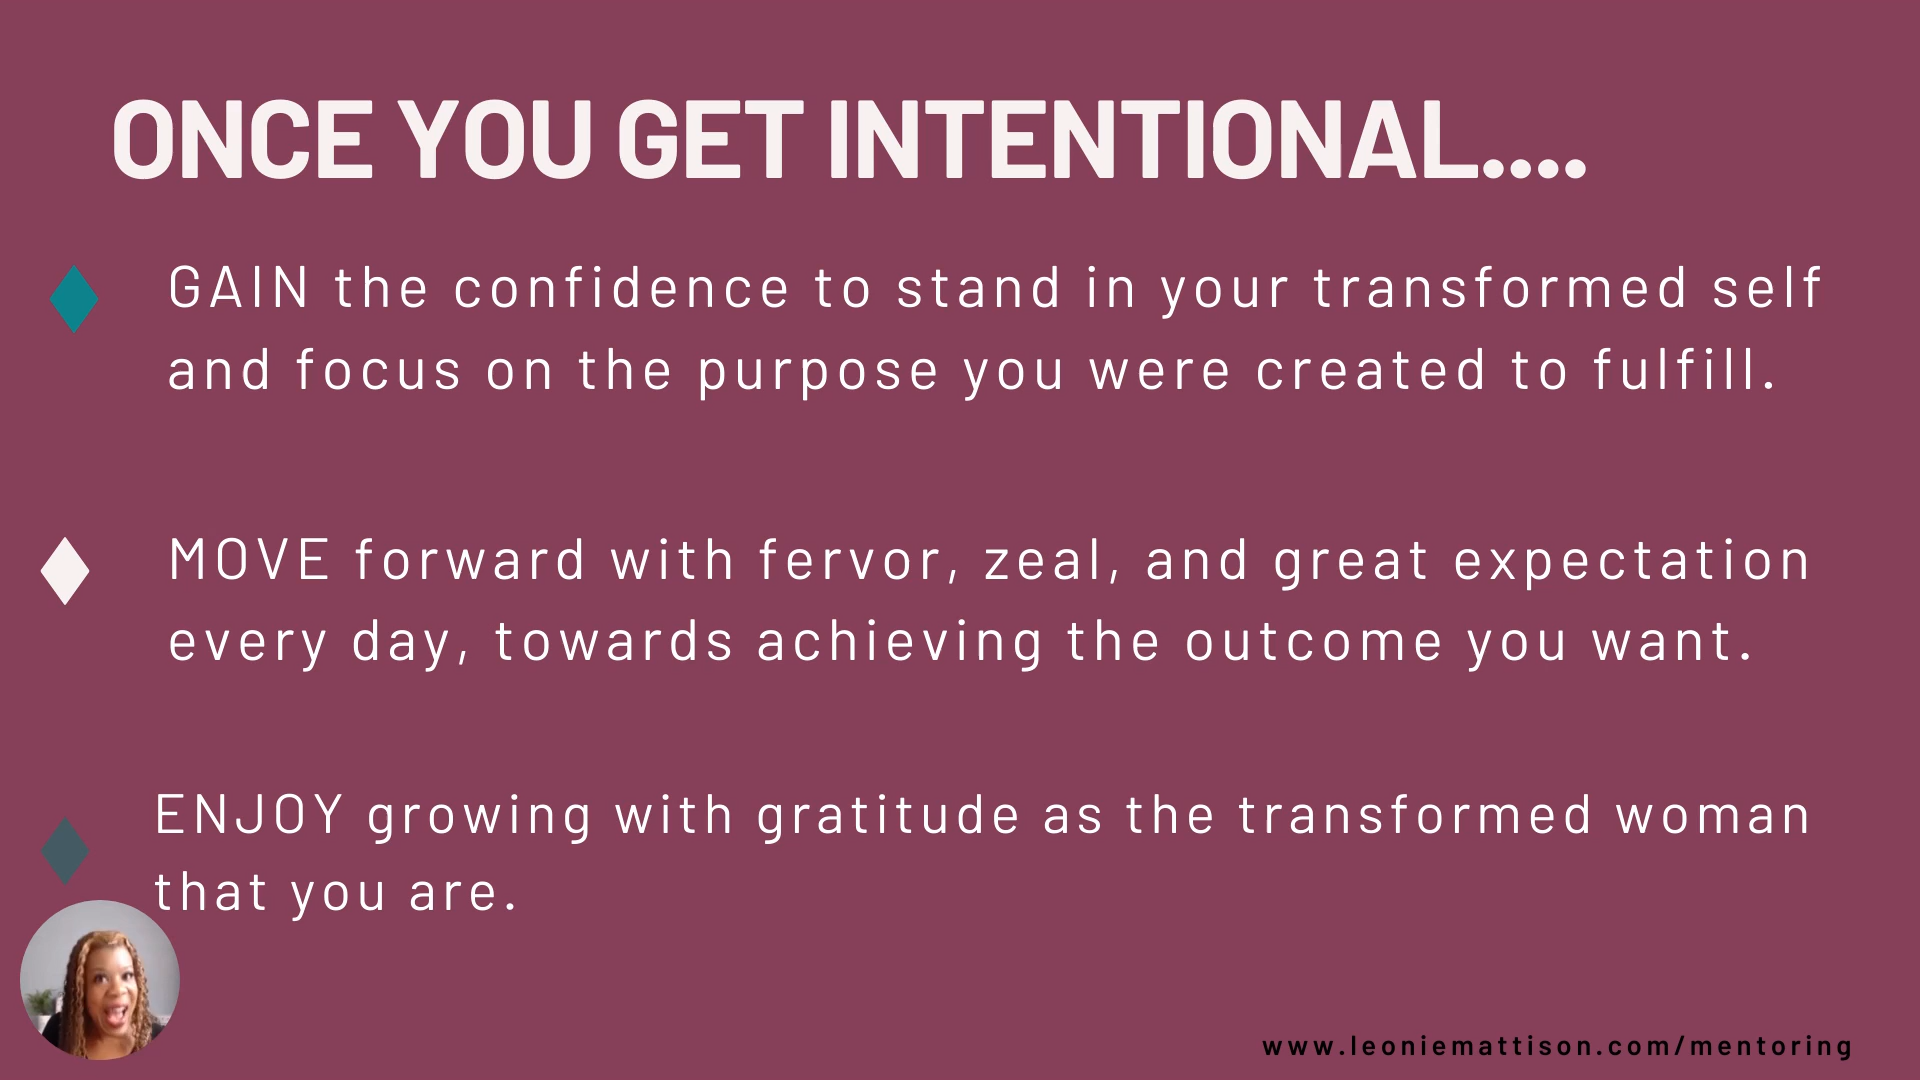 ONCE YOU GET INTENTIONAL....
GAIN the confidence to stand in your transformed self
and focus on the purpose you were created to fulfill.
MOVE forward with fervor, zeal, and great expectation
every day, towards achieving the outcome you want.
ENJOY growing with gratitude as the transformed woman
that you are.
www.leoniemattison.com/mentoring